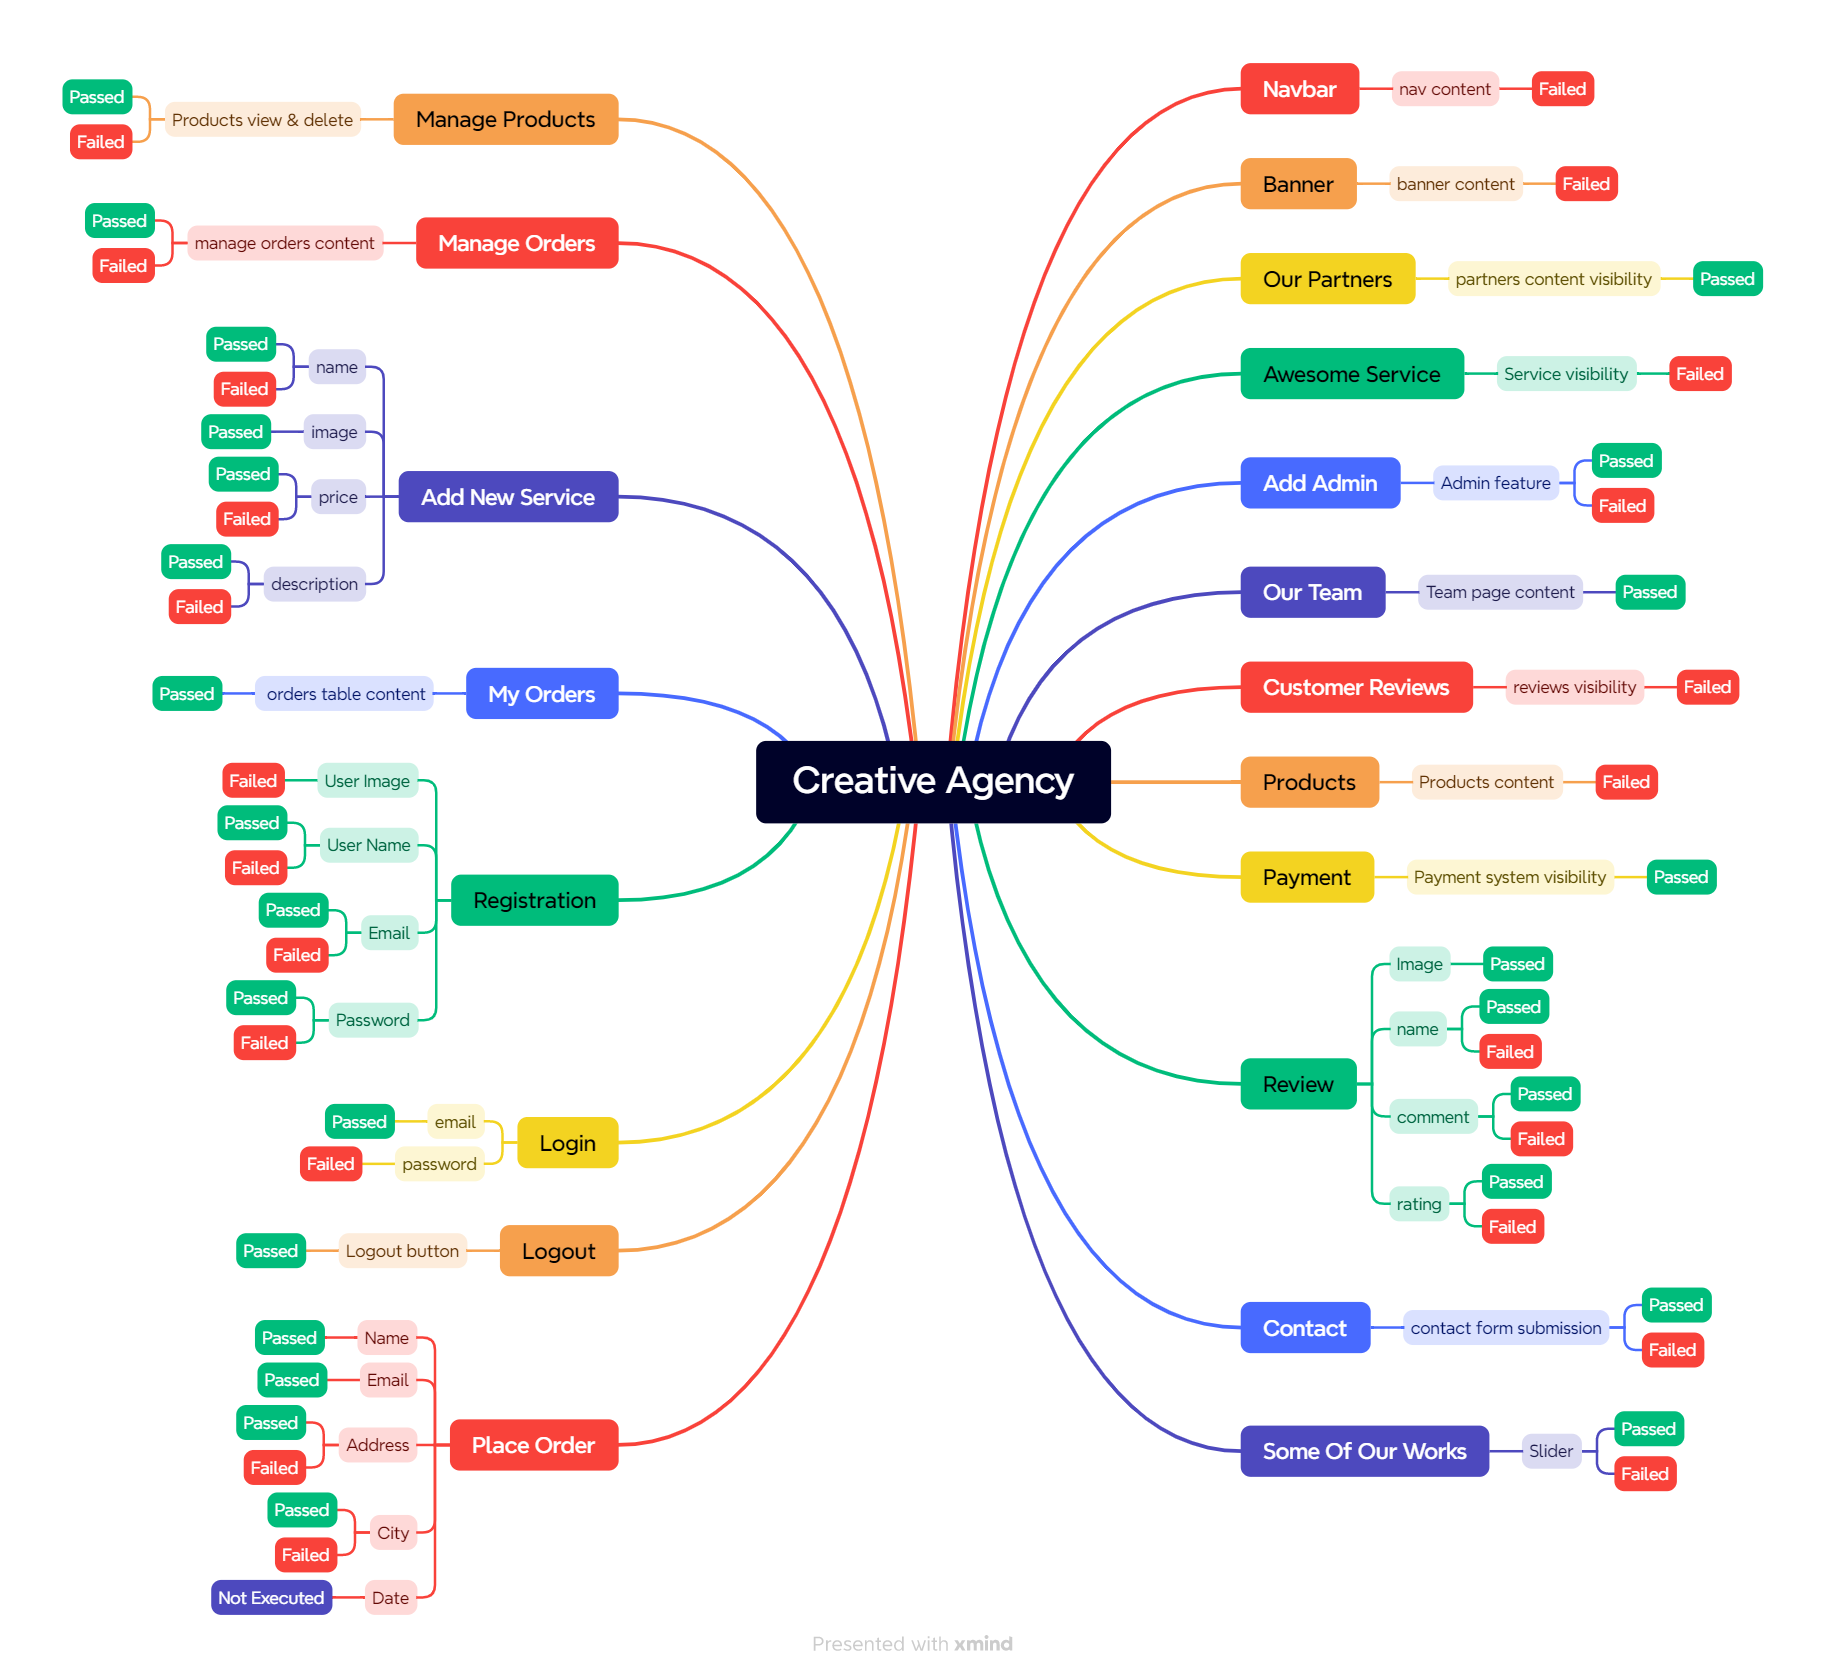 Creative Agency
Navbar
nav content
Failed
Banner
banner content
Failed
Our Partners
partners content visibility
Passed
Awesome Service
Service visibility
Failed
Add Admin
Admin feature
Passed
Failed
Our Team
Team page content
Passed
Customer Reviews
reviews visibility
Failed
Products
Products content
Failed
Payment
Payment system visibility
Passed
Review
Image
Passed
name
Passed
Failed
comment
Passed
Failed
rating
Passed
Failed
Contact
contact form submission
Passed
Failed
Some Of Our Works
Slider
Passed
Failed
Manage Products
Products view & delete
Passed
Failed
Manage Orders
manage orders content
Passed
Failed
Add New Service
name
Passed
Failed
image
Passed
price
Passed
Failed
description
Passed
Failed
My Orders
orders table content
Passed
Registration
User Image
Failed
User Name
Passed
Failed
Email
Passed
Failed
Password
Passed
Failed
Login
email
Passed
password
Failed
Logout
Logout button
Passed
Place Order
Name
Passed
Email
Passed
Address
Passed
Failed
City
Passed
Failed
Date
Not Executed
Presented with xmind